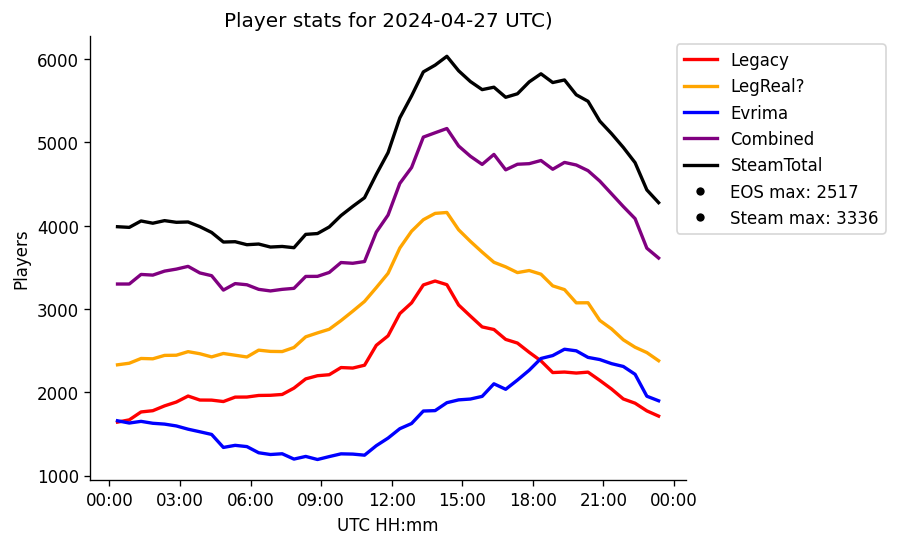 Player stats for 2024-04-27 UTC)
Players
6000
5000
4000
3000
2000
1000
00:00 03:00 06:00 09:00 12:00 15:00 18:00 21:00 00:00
UTC HH:mm
Legacy
LegReal?
Evrima
Combined
SteamTotal
EOS max: 2517
Steam max: 3336